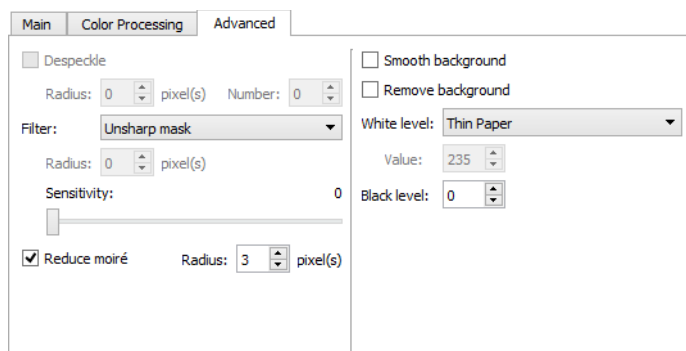 Main Color Processing Advanced
Despeckle
Radius: 0 pixel(s) Number: 0
Filter: Unsharp mask
Radius: 0 pixel(s)
Sensitivity: 0
Reduce moiré Radius: 3 pixel(s)
Smooth background
Remove background
White level: Thin Paper
Value: 235
Black level: 0